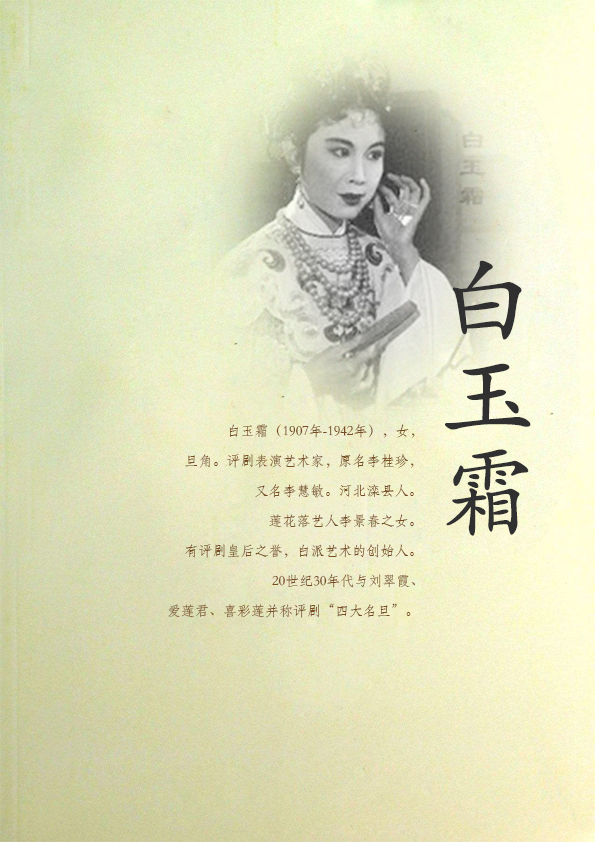 白玉霜
白玉霜
白玉霜（1907年-1942年），女，
旦角。评剧表演艺术家，原名李桂珍，
又名李慧敏。河北滦县人。
莲花落艺人李景春之女。
有评剧皇后之誉，白派艺术的创始人。
20世纪30年代与刘翠霞、
爱莲君、喜彩莲并称评剧“四大名旦”。